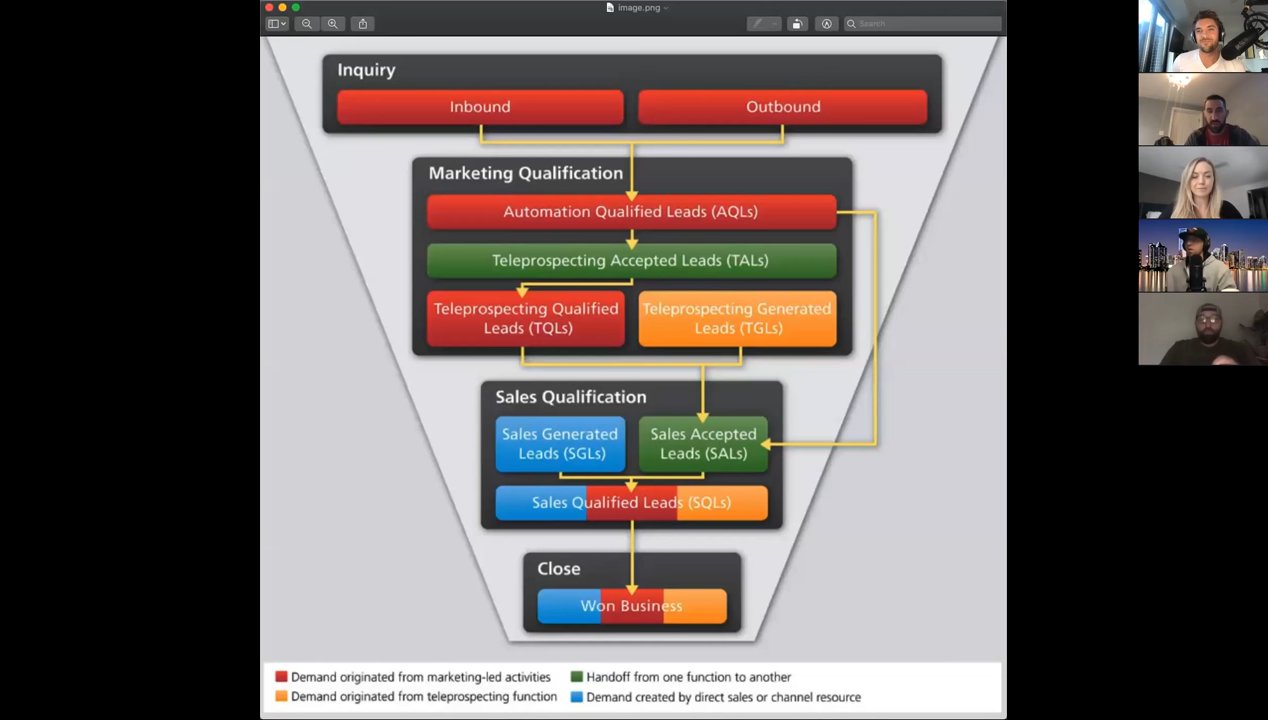 image.png
Search
Inquiry
Inbound
Outbound
Marketing Qualification
Automation Qualified Leads (AQLs)
Teleprospecting Accepted Leads (TALs)
Teleprospecting Qualified
Leads (TQLs)
Teleprospecting Generated
Leads (TGLs)
Sales Qualification
Sales Generated
Leads (SGLs)
Sales Accepted
Leads (SALs)
Sales Qualified Leads (SQLs)
Close
Won Business
Demand originated from marketing-led activities
Handoff from one function to another
Demand originated from teleprospecting function
Demand created by direct sales or channel resource